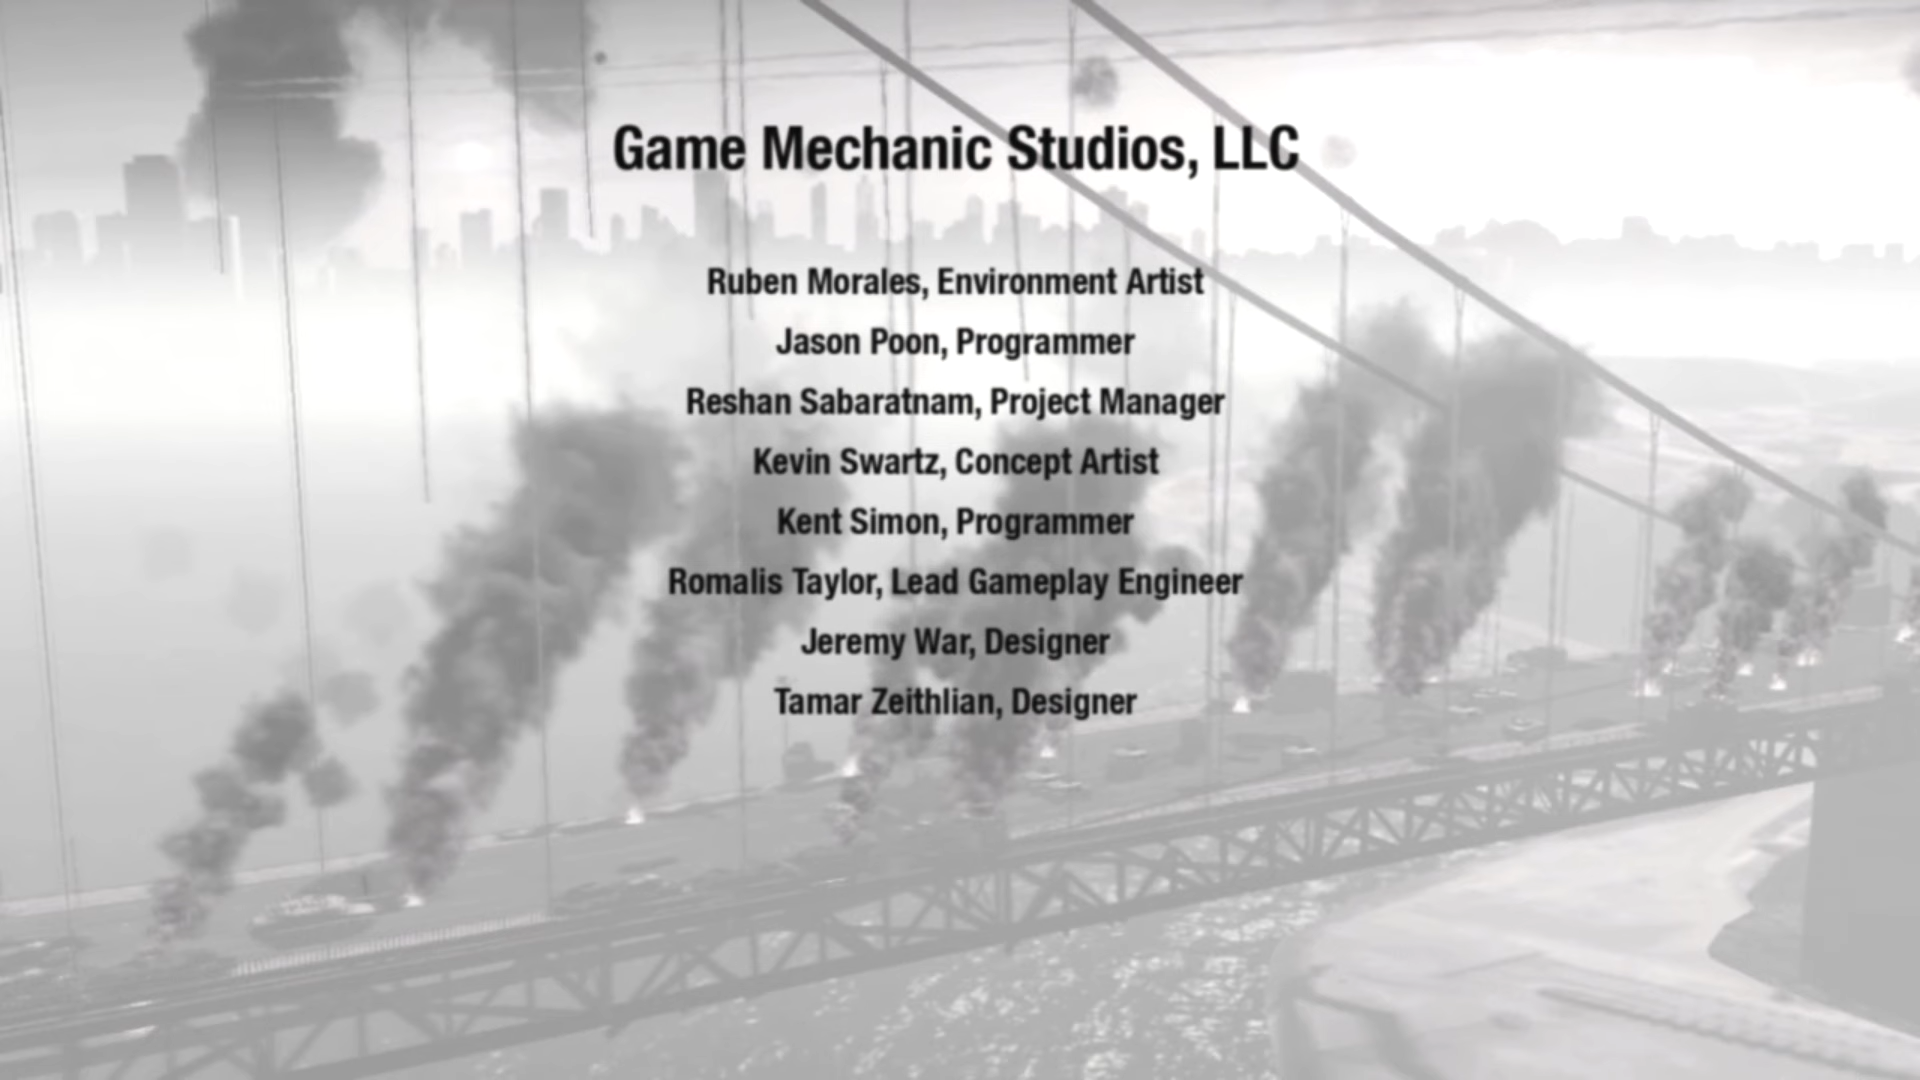 Game Mechanic Studios, LLC
Ruben Morales, Environment Artist
Jason Poon, Programmer
Reshan Sabaratnam, Project Manager
Kevin Swartz, Concept Artist
Kent Simon, Programmer
Romalis Taylor, Lead Gameplay Engineer
Jeremy War, Designer
Tamar Zeithlian, Designer